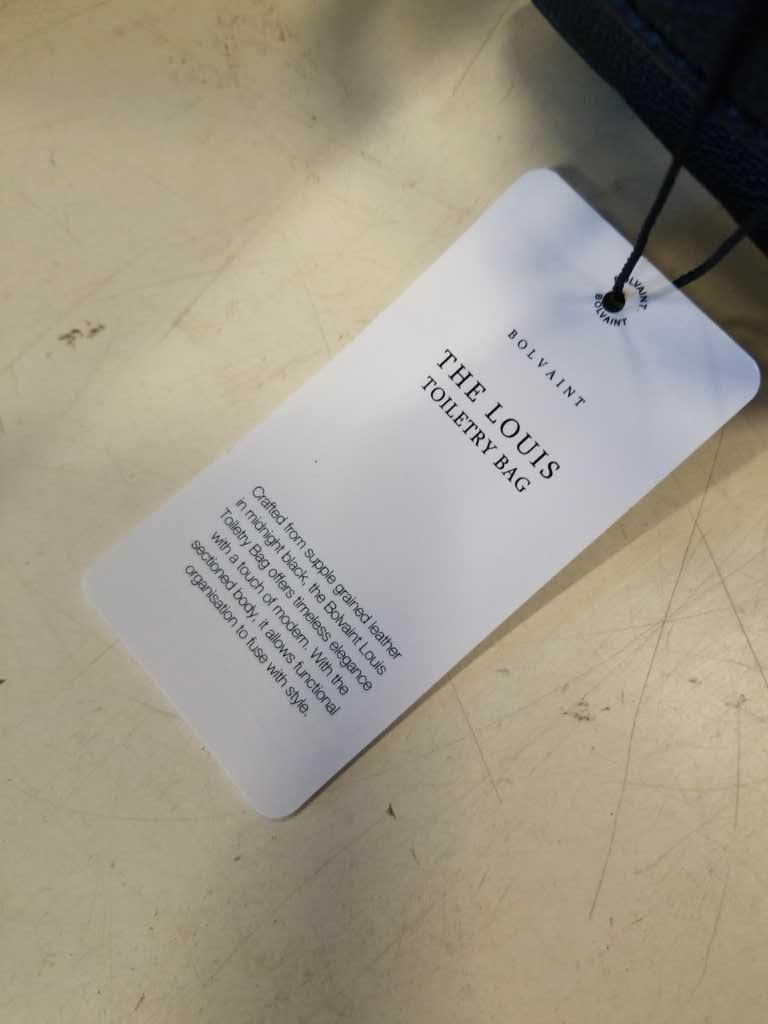 BOLVAINT
BOLVAINT
BOLVAINT
THE LOUIS
TOILETRY BAG
Crafted from supple grained leather
in midnight black, the Bolvaint Louis
Toiletry Bag offers timeless elegance
with a touch of modern. With the
sectioned body, it allows functional
organisation to fuse with style.